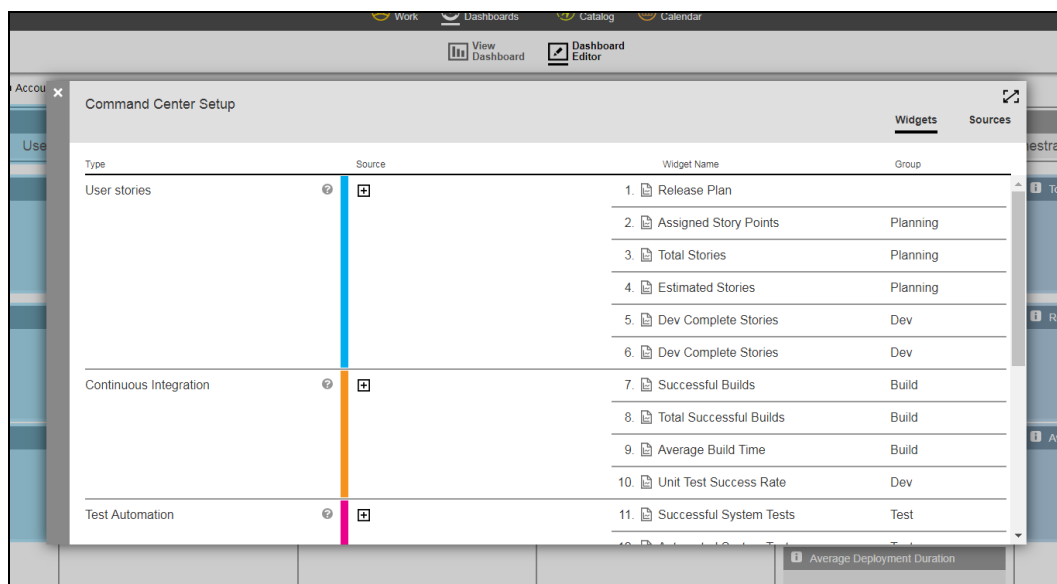 Work Dashboards Catalog Calendar
View Dashboard
Dashboard Editor
Accou
Command Center Setup
Widgets Sources
Use
Type Source Widget Name Group
User stories
1. Release Plan
2. Assigned Story Points Planning
3. Total Stories Planning
4. Estimated Stories Planning
5. Dev Complete Stories Dev
6. Dev Complete Stories Dev
Continuous Integration
7. Successful Builds Build
8. Total Successful Builds Build
9. Average Build Time Build
10. Unit Test Success Rate Dev
Test Automation
11. Successful System Tests Test
Average Deployment Duration